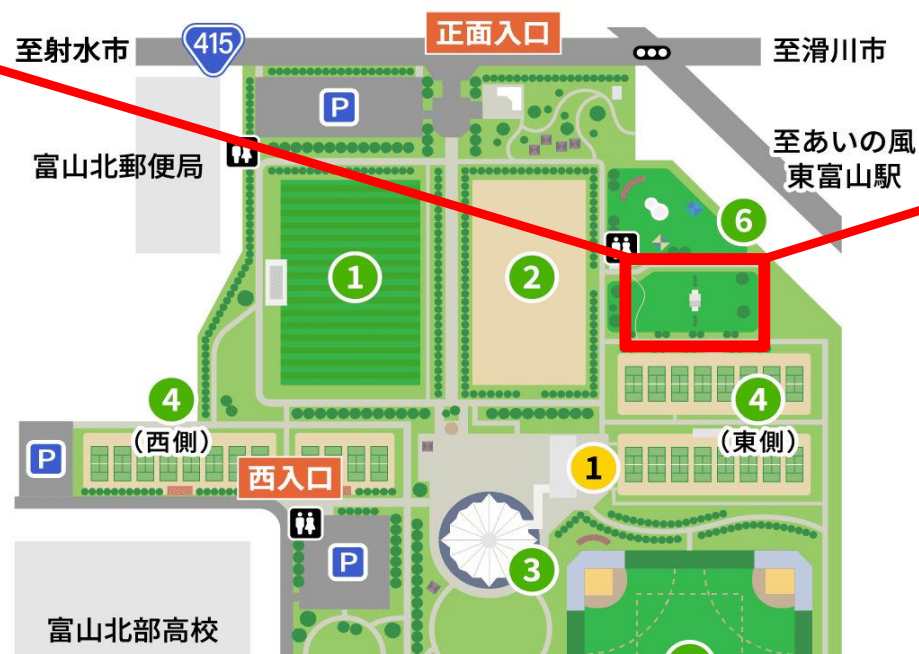 至射水市
415
正面入口
至滑川市
P
至あいの風
東富山駅
富山北郵便局
6
1
2
4
(西側)
4
(東側)
P
西入口
1
P
3
富山北部高校